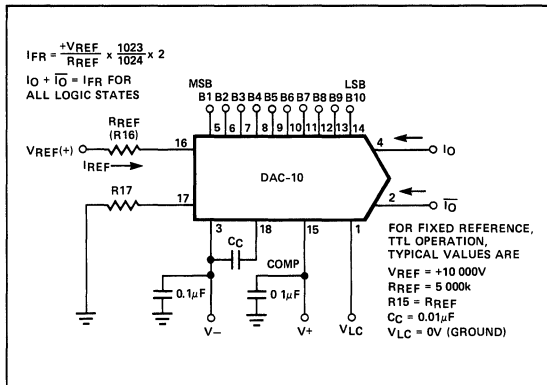 IFR = +VREF / RREF x 1023 / 1024 x 2
IO + IO = IFR FOR
ALL LOGIC STATES
MSB LSB
B1 B2 B3 B4 B5 B6 B7 B8 B9 B10
5 6 7 8 9 10 11 12 13 14
RREF
(R16)
VREF(+)
IREF
16
4
IO
DAC-10
R17
17
2
IO
3 18 15 1
CC
COMP
0.1μF
0 1μF
V−
V+
VLC
FOR FIXED REFERENCE,
TTL OPERATION,
TYPICAL VALUES ARE
VREF = +10 000V
RREF = 5 000k
R15 = RREF
CC = 0.01μF
VLC = 0V (GROUND)